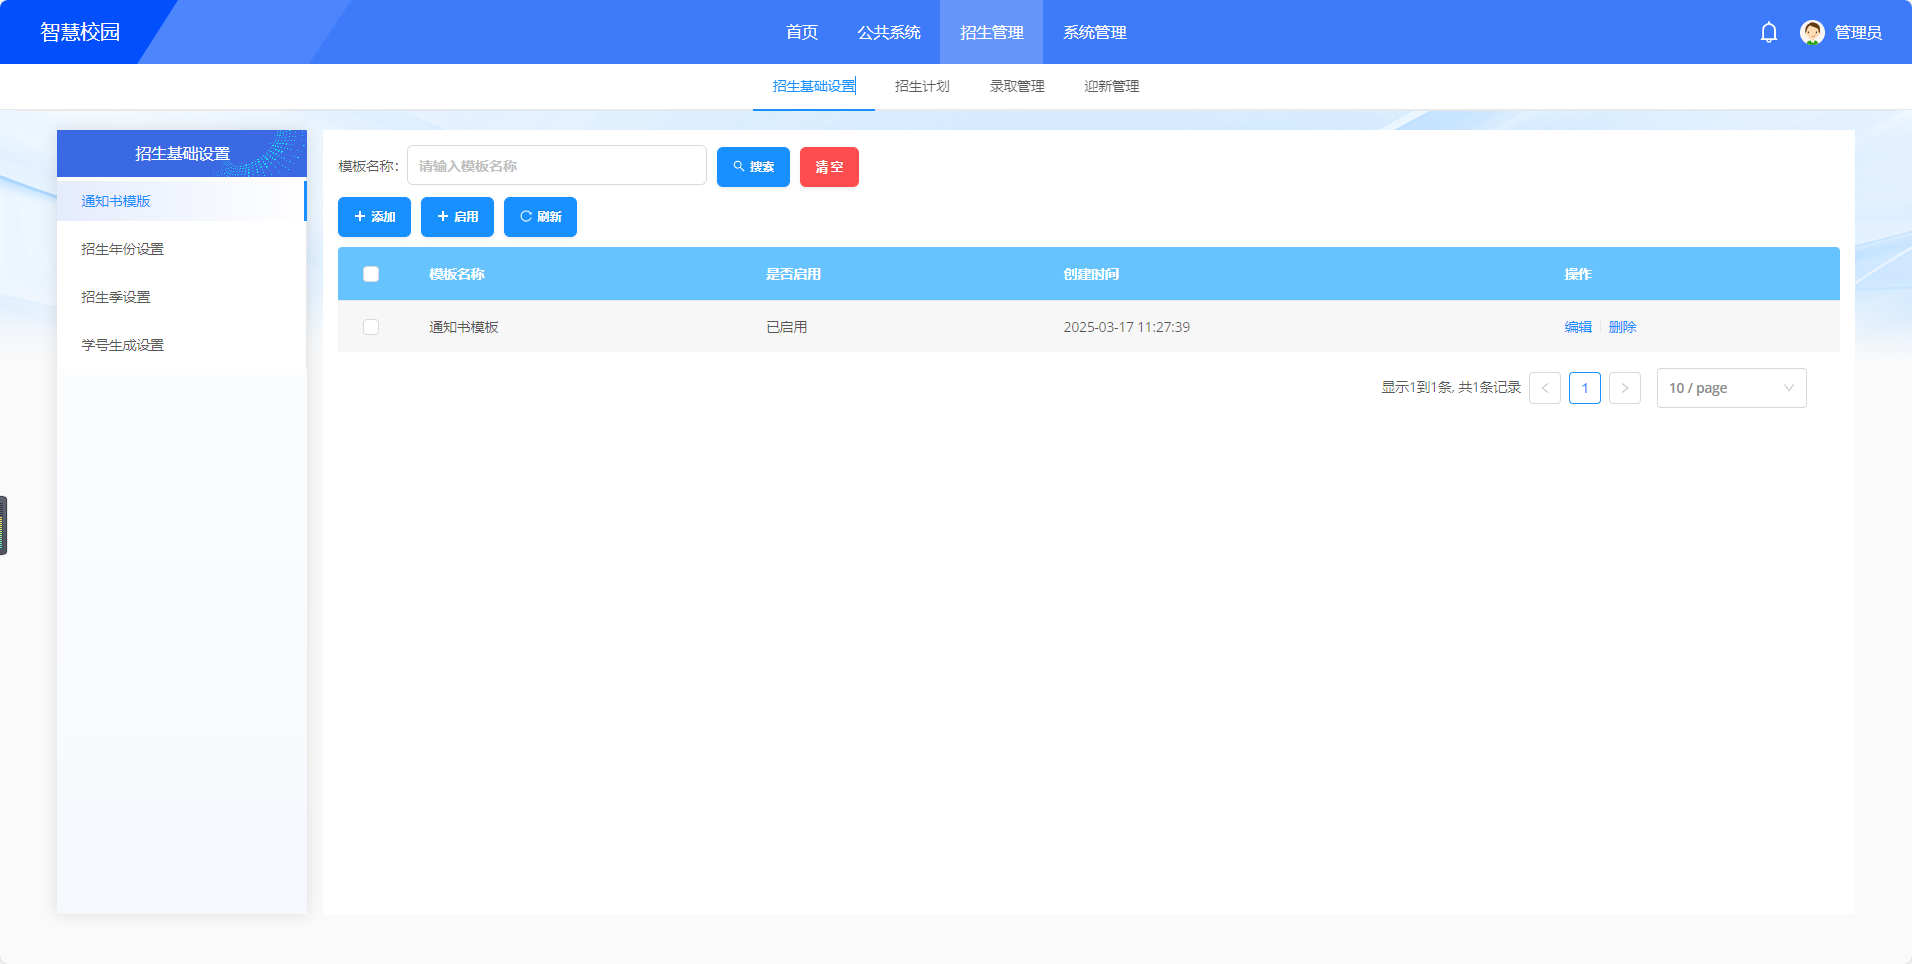 智慧校园
首页 公共系统 招生管理 系统管理
管理员
招生基础设置 招生计划 录取管理 迎新管理
招生基础设置
通知书模版
招生年份设置
招生季设置
学号生成设置
模板名称: 请输入模板名称 搜索 清空
添加 启用 刷新
模板名称 是否启用 创建时间 操作
通知书模板 已启用 2025-03-17 11:27:39 编辑 删除
显示1到1条, 共1条记录 < 1 > 10 / page